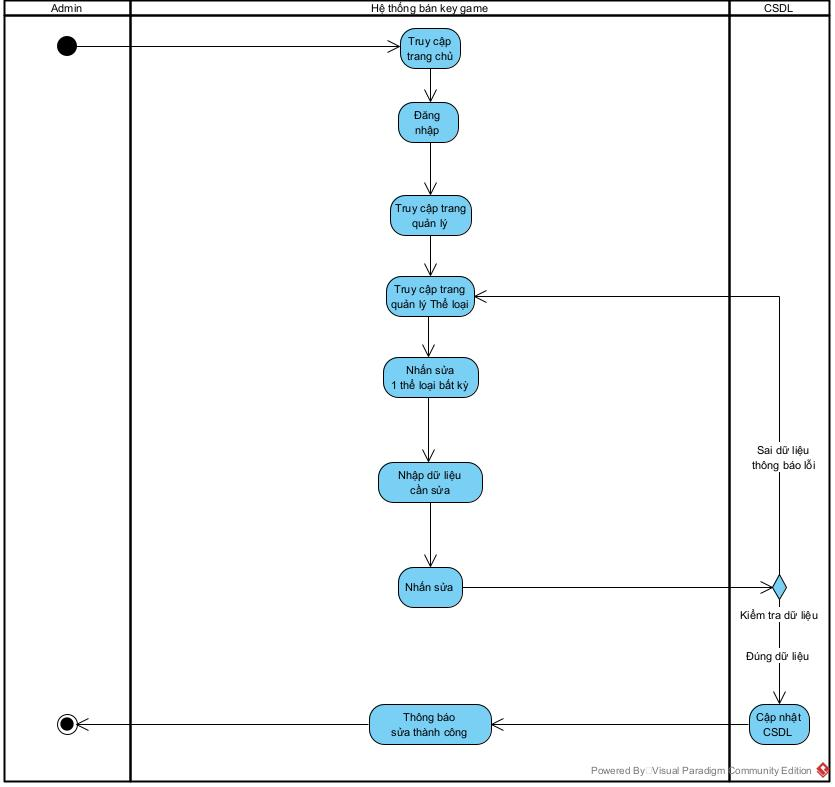 Admin
Hệ thống bán key game
CSDL
Truy cập
trang chủ
Đăng
nhập
Truy cập trang
quản lý
Truy cập trang
quản lý Thể loại
Nhấn sửa
1 thể loại bất kỳ
Sai dữ liệu
thông báo lỗi
Nhập dữ liệu
cần sửa
Nhấn sửa
Kiểm tra dữ liệu
Đúng dữ liệu
Cập nhật
CSDL
Thông báo
sửa thành công
Powered By Visual Paradigm Community Edition